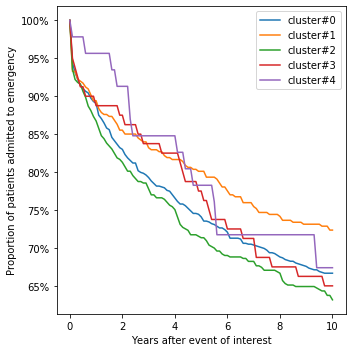 100%
95%
90%
85%
80%
75%
70%
65%
Proportion of patients admitted to emergency
cluster#0
cluster#1
cluster#2
cluster#3
cluster#4
0
2
4
6
8
10
Years after event of interest